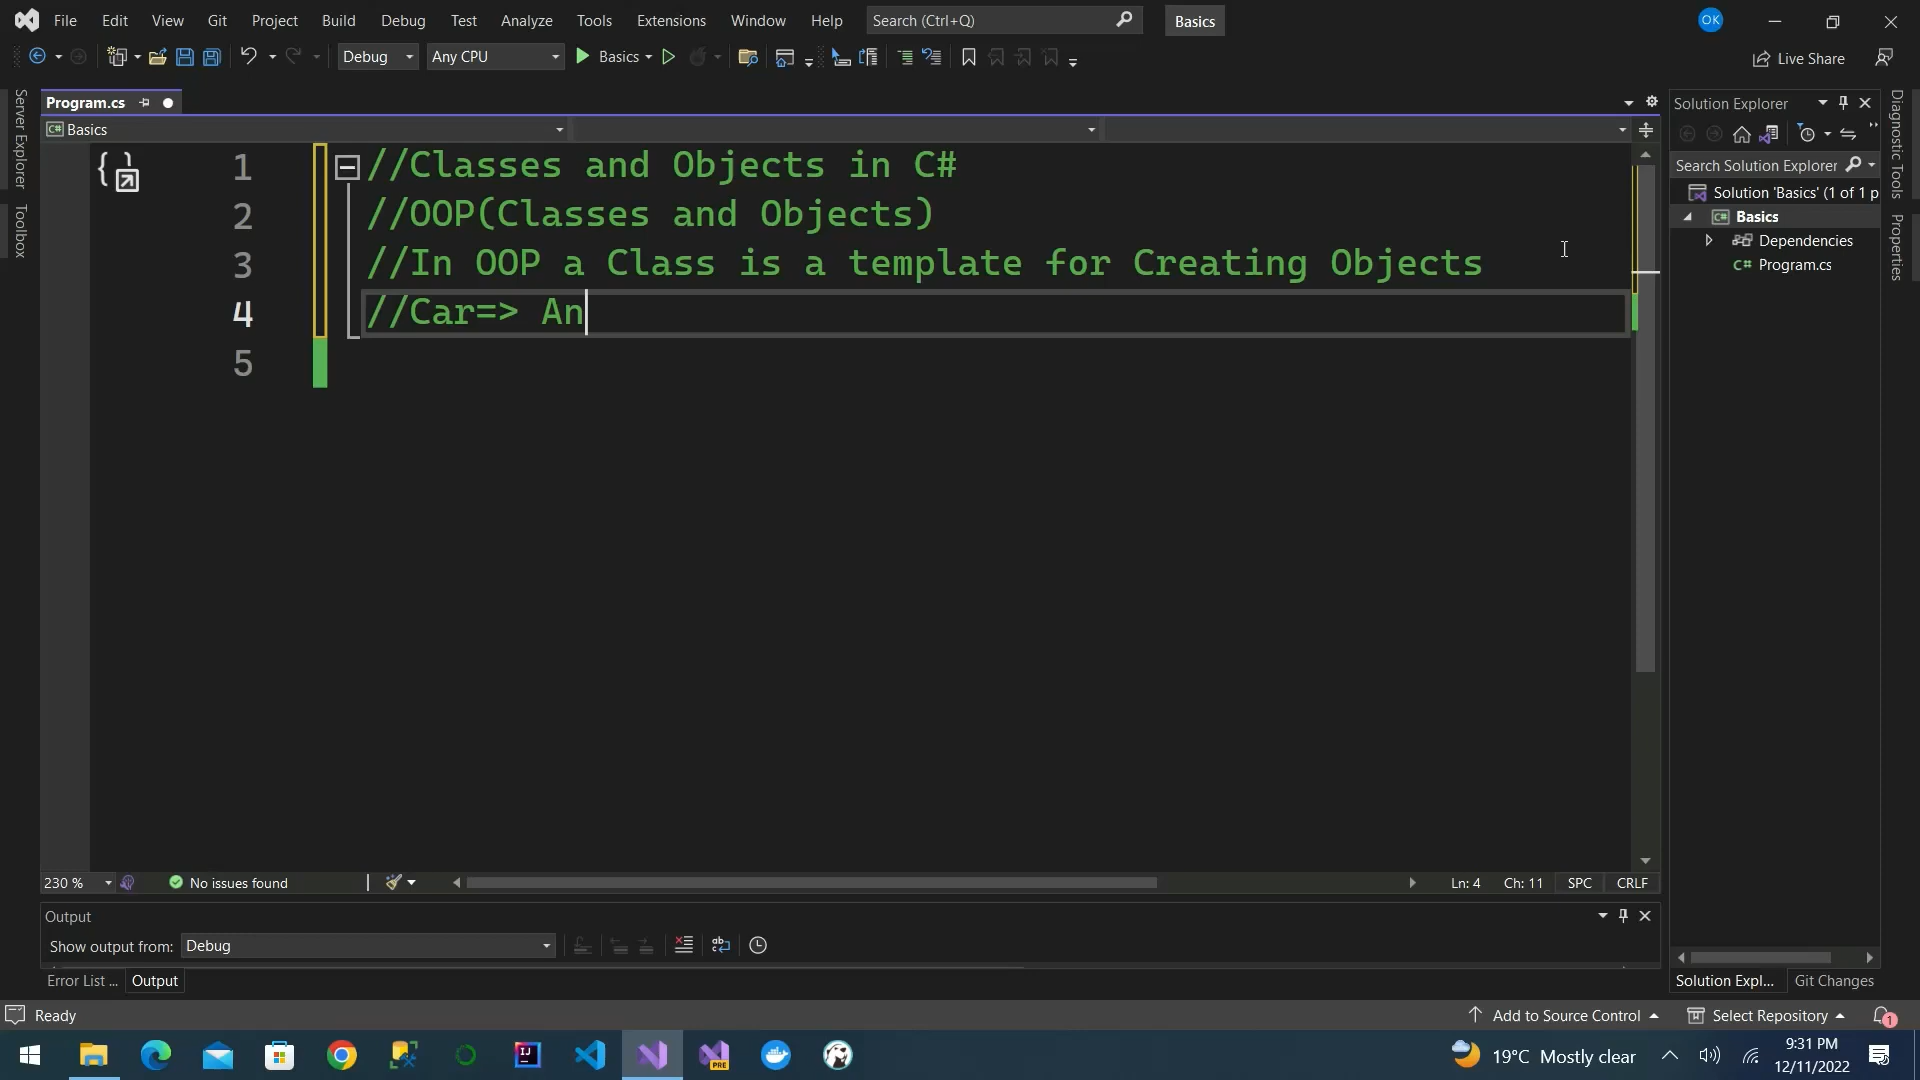 File Edit View Git Project Build Debug Test Analyze Tools Extensions Window Help Search (Ctrl+Q) Basics OK
Debug Any CPU Basics Live Share
Server Explorer
Toolbox
Program.cs
Basics
1 //Classes and Objects in C#
2 //OOP(Classes and Objects)
3 //In OOP a Class is a template for Creating Objects
4 //Car=> An
5
230 % No issues found Ln: 4 Ch: 11 SPC CRLF
Output
Show output from: Debug
Error List ... Output
Solution Explorer
Search Solution Explorer
Solution 'Basics' (1 of 1 p
C# Basics
Dependencies
C# Program.cs
Solution Expl... Git Changes
Diagnostic Tools
Properties
Ready Add to Source Control Select Repository 1
19°C Mostly clear 9:31 PM
12/11/2022